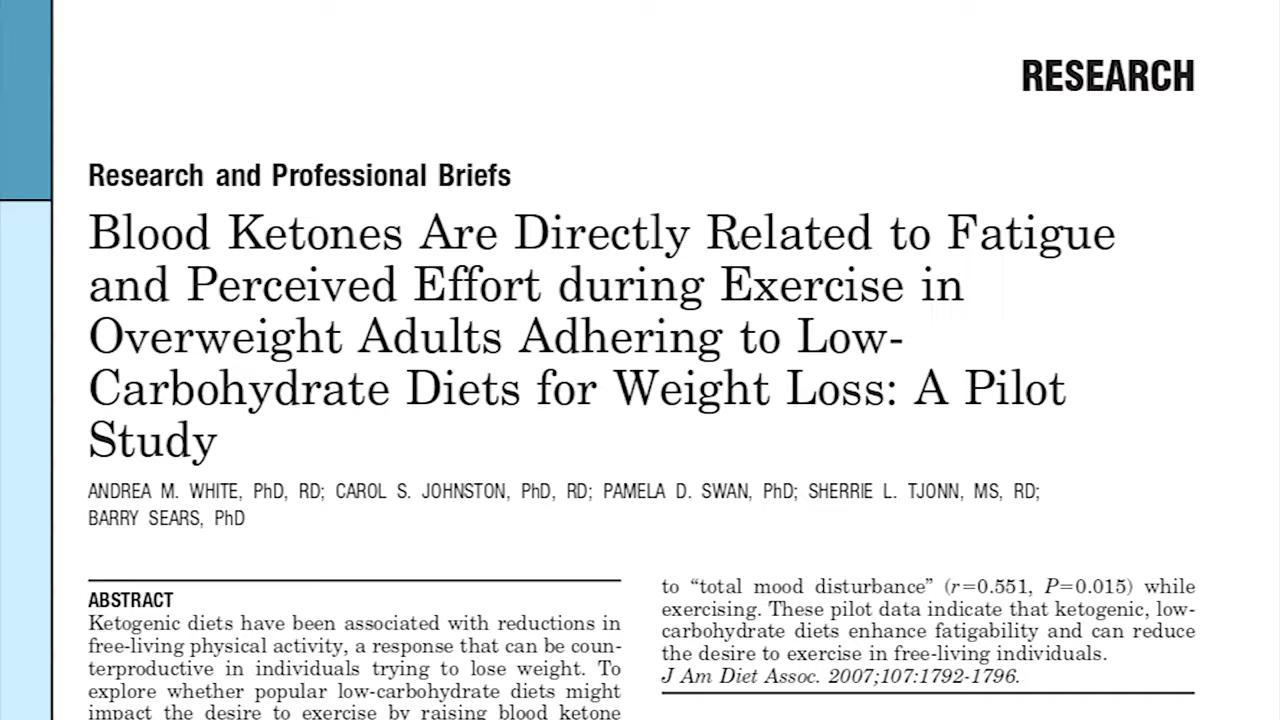 RESEARCH
Research and Professional Briefs
Blood Ketones Are Directly Related to Fatigue
and Perceived Effort during Exercise in
Overweight Adults Adhering to Low-
Carbohydrate Diets for Weight Loss: A Pilot
Study
ANDREA M. WHITE, PhD, RD; CAROL S. JOHNSTON, PhD, RD; PAMELA D. SWAN, PhD; SHERRIE L. TJONN, MS, RD;
BARRY SEARS, PhD
ABSTRACT
Ketogenic diets have been associated with reductions in
free-living physical activity, a response that can be coun-
terproductive in individuals trying to lose weight. To
explore whether popular low-carbohydrate diets might
impact the desire to exercise by raising blood ketone
to “total mood disturbance” (r=0.551, P=0.015) while
exercising. These pilot data indicate that ketogenic, low-
carbohydrate diets enhance fatigability and can reduce
the desire to exercise in free-living individuals.
J Am Diet Assoc. 2007;107:1792-1796.